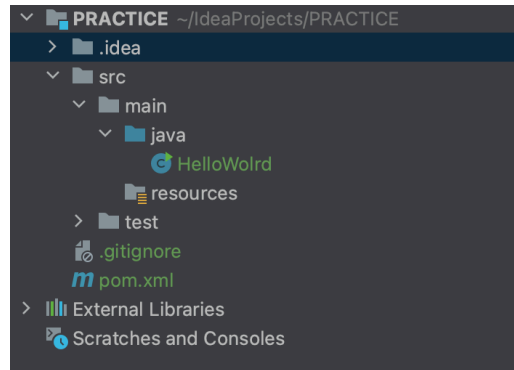 PRACTICE ~/IdeaProjects/PRACTICE
.idea
src
main
java
C HelloWolrd
resources
test
.gitignore
m pom.xml
External Libraries
Scratches and Consoles